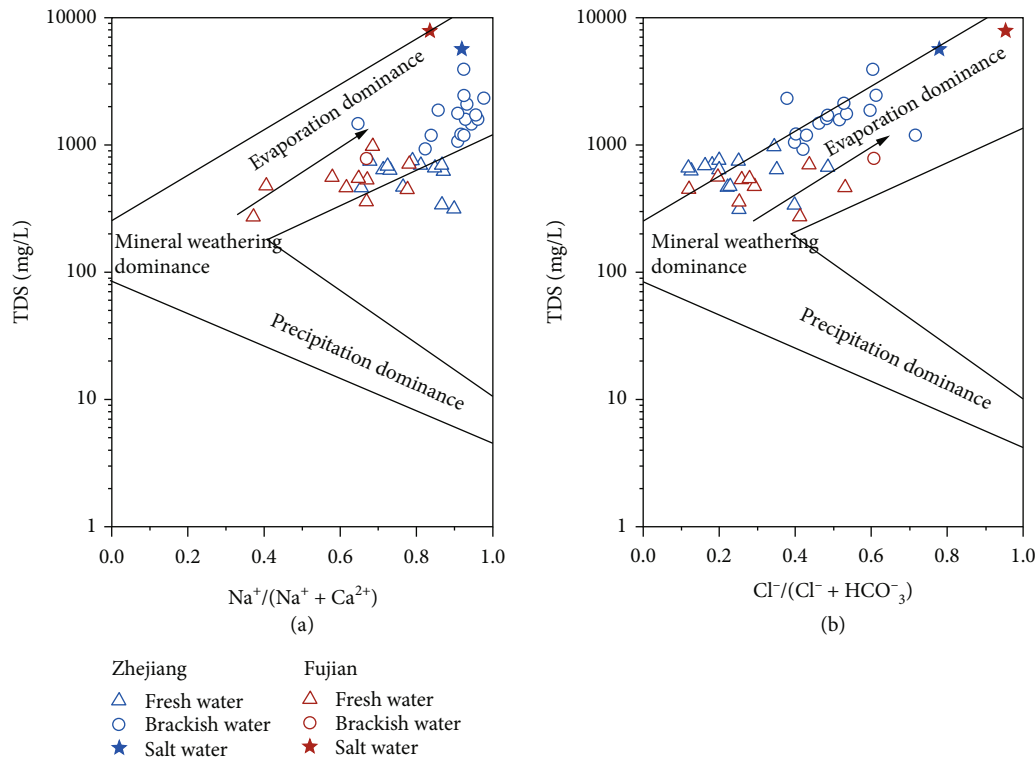 10000
1000
100
10
1
TDS (mg/L)
Evaporation dominance
Mineral weathering
dominance
Precipitation dominance
0.0 0.2 0.4 0.6 0.8 1.0
Na⁺/(Na⁺ + Ca²⁺)
(a)
10000
1000
100
10
1
TDS (mg/L)
Evaporation dominance
Mineral weathering
dominance
Precipitation dominance
0.0 0.2 0.4 0.6 0.8 1.0
Cl⁻/(Cl⁻ + HCO⁻₃)
(b)
Zhejiang
Fresh water
Brackish water
Salt water
Fujian
Fresh water
Brackish water
Salt water